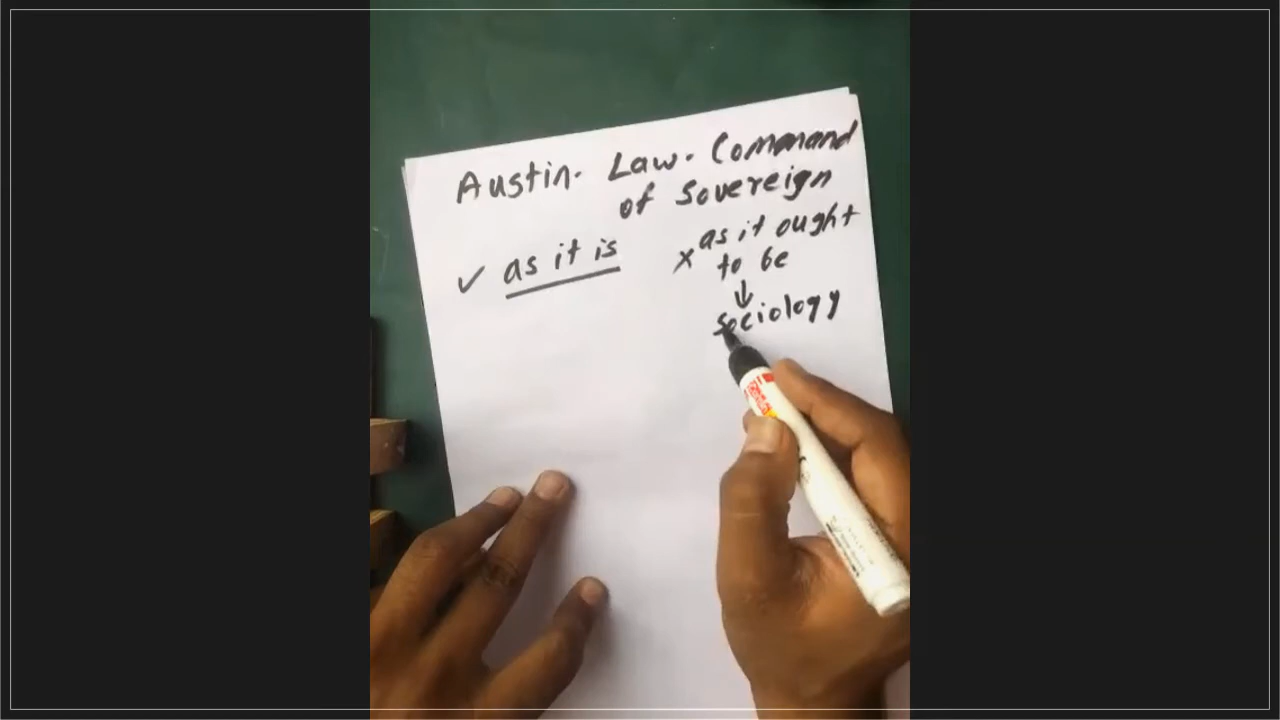 Austin. Law. Command
of Sovereign
✓ as it is
x as it ought
to be
↓
sociology